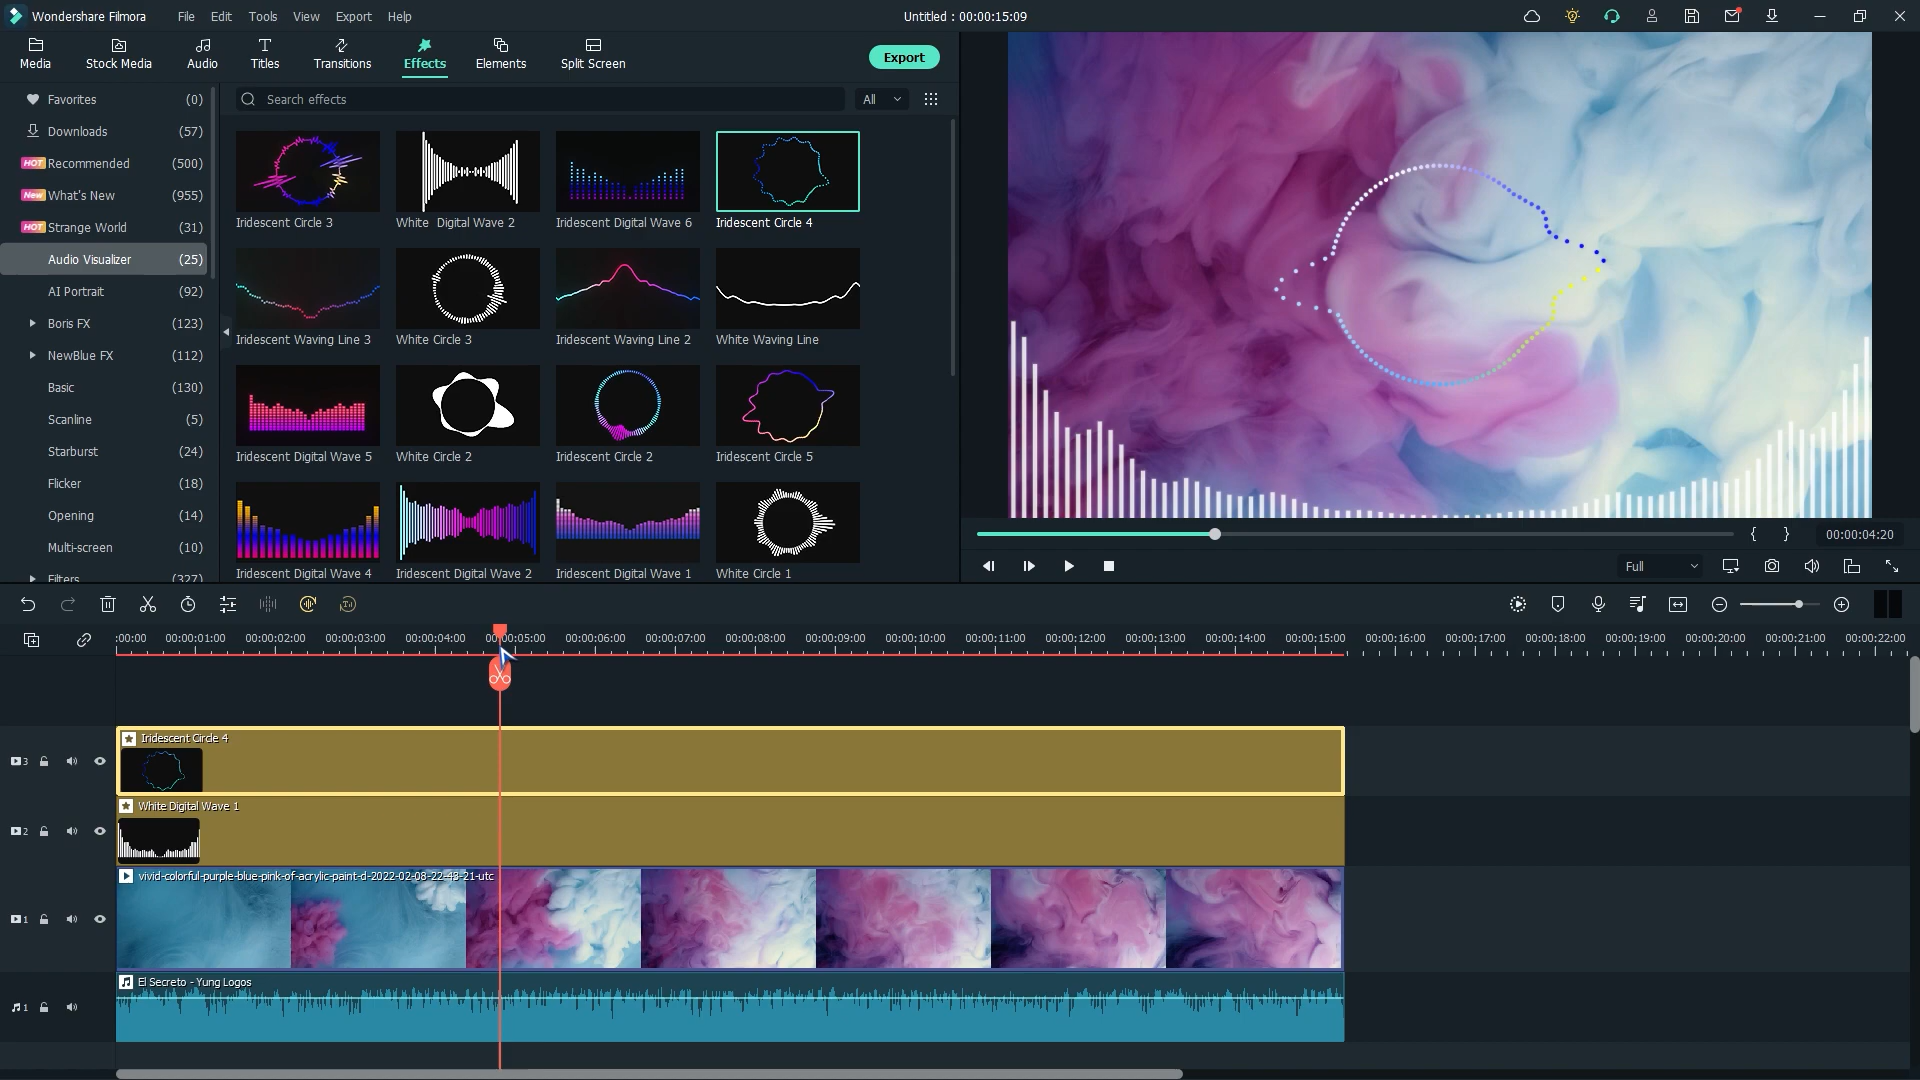 Wondershare Filmora File Edit Tools View Export Help Untitled : 00:00:15:09
Media Stock Media Audio Titles Transitions Effects Elements Split Screen Export
Favorites (0)
Downloads (57)
HOT Recommended (500)
New What's New (955)
HOT Strange World (31)
Audio Visualizer (25)
AI Portrait (92)
Boris FX (123)
NewBlue FX (112)
Basic (130)
Scanline (5)
Starburst (24)
Flicker (18)
Opening (14)
Multi-screen (10)
Filters (327)
Search effects All
Iridescent Circle 3 White Digital Wave 2 Iridescent Digital Wave 6 Iridescent Circle 4
Iridescent Waving Line 3 White Circle 3 Iridescent Waving Line 2 White Waving Line
Iridescent Digital Wave 5 White Circle 2 Iridescent Circle 2 Iridescent Circle 5
Iridescent Digital Wave 4 Iridescent Digital Wave 2 Iridescent Digital Wave 1 White Circle 1
{ } 00:00:04:20
Full
:00:00 00:00:01:00 00:00:02:00 00:00:03:00 00:00:04:00 00:00:05:00 00:00:06:00 00:00:07:00 00:00:08:00 00:00:09:00 00:00:10:00 00:00:11:00 00:00:12:00 00:00:13:00 00:00:14:00 00:00:15:00 00:00:16:00 00:00:17:00 00:00:18:00 00:00:19:00 00:00:20:00 00:00:21:00 00:00:22:00
Iridescent Circle 4
3
White Digital Wave 1
2
vivid-colorful-purple-blue-pink-of-acrylic-paint-d-2022-02-08-22-43-21-utc
1
El Secreto - Yung Logos
1